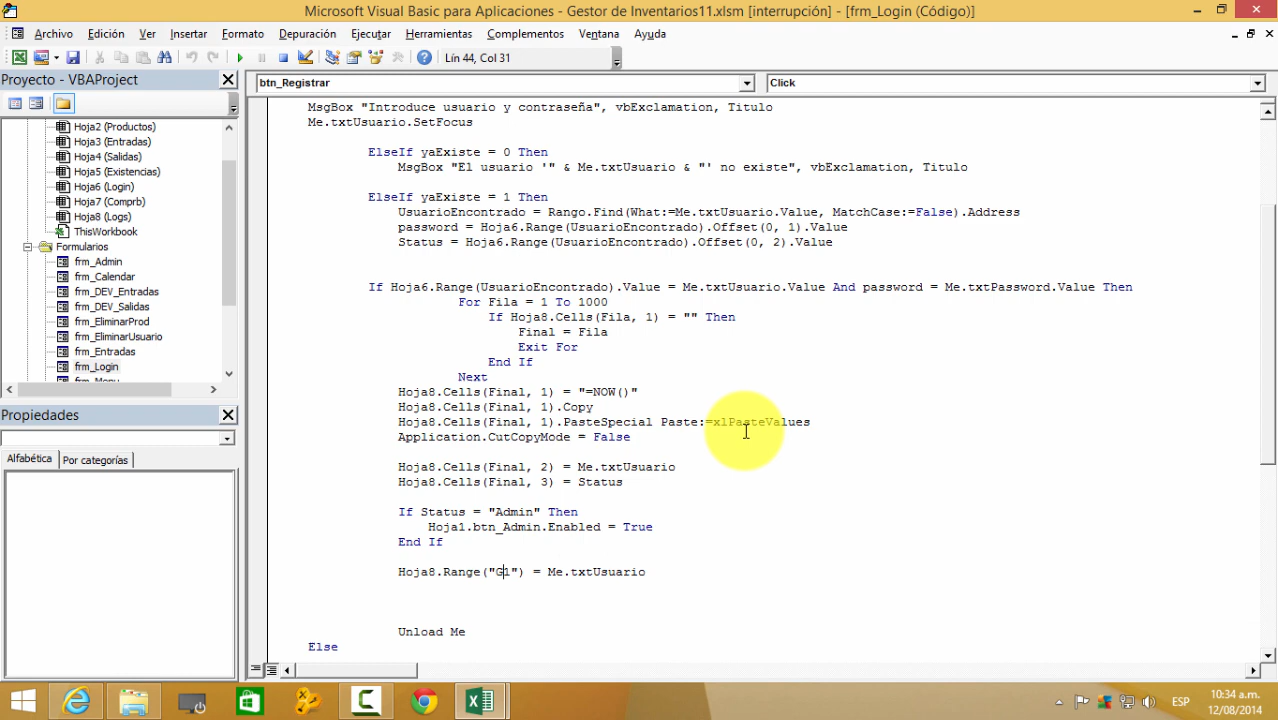 Microsoft Visual Basic para Aplicaciones - Gestor de Inventarios11.xlsm [interrupción] - [frm_Login (Código)]
Archivo Edición Ver Insertar Formato Depuración Ejecutar Herramientas Complementos Ventana Ayuda
Lín 44, Col 31
Proyecto - VBAProject
Hoja2 (Productos)
Hoja3 (Entradas)
Hoja4 (Salidas)
Hoja5 (Existencias)
Hoja6 (Login)
Hoja7 (Comprb)
Hoja8 (Logs)
ThisWorkbook
Formularios
frm_Admin
frm_Calendar
frm_DEV_Entradas
frm_DEV_Salidas
frm_EliminarProd
frm_EliminarUsuario
frm_Entradas
frm_Login
frm_Menu
Propiedades
Alfabética Por categorías
btn_Registrar Click
MsgBox "Introduce usuario y contraseña", vbExclamation, Titulo
Me.txtUsuario.SetFocus
ElseIf yaExiste = 0 Then
MsgBox "El usuario '" & Me.txtUsuario & "' no existe", vbExclamation, Titulo
ElseIf yaExiste = 1 Then
UsuarioEncontrado = Rango.Find(What:=Me.txtUsuario.Value, MatchCase:=False).Address
password = Hoja6.Range(UsuarioEncontrado).Offset(0, 1).Value
Status = Hoja6.Range(UsuarioEncontrado).Offset(0, 2).Value
If Hoja6.Range(UsuarioEncontrado).Value = Me.txtUsuario.Value And password = Me.txtPassword.Value Then
For Fila = 1 To 1000
If Hoja8.Cells(Fila, 1) = "" Then
Final = Fila
Exit For
End If
Next
Hoja8.Cells(Final, 1) = "=NOW()"
Hoja8.Cells(Final, 1).Copy
Hoja8.Cells(Final, 1).PasteSpecial Paste:=xlPasteValues
Application.CutCopyMode = False
Hoja8.Cells(Final, 2) = Me.txtUsuario
Hoja8.Cells(Final, 3) = Status
If Status = "Admin" Then
Hoja1.btn_Admin.Enabled = True
End If
Hoja8.Range("G1") = Me.txtUsuario
Unload Me
Else
ESP
10:34 a.m.
12/08/2014